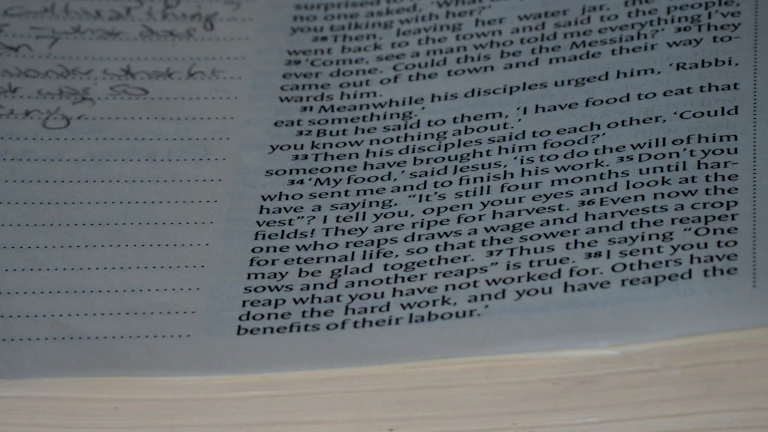 thing
does
surprised
no one asked, 'What
you talking with her?'
28 Then, leaving her water jar, the
went back to the town and said to the people,
29 'Come, see a man who told me everything I've
ever done. Could this be the Messiah?' 30 They
came out of the town and made their way to-
wards him.
31 Meanwhile his disciples urged him, 'Rabbi,
eat something.'
32 But he said to them, 'I have food to eat that
you know nothing about.'
33 Then his disciples said to each other, 'Could
someone have brought him food?'
34 'My food,' said Jesus, 'is to do the will of him
who sent me and to finish his work. 35 Don't you
have a saying, "It's still four months until har-
vest"? I tell you, open your eyes and look at the
fields! They are ripe for harvest. 36 Even now the
one who reaps draws a wage and harvests a crop
for eternal life, so that the sower and the reaper
may be glad together. 37 Thus the saying "One
sows and another reaps" is true. 38 I sent you to
reap what you have not worked for. Others have
done the hard work, and you have reaped the
benefits of their labour.'